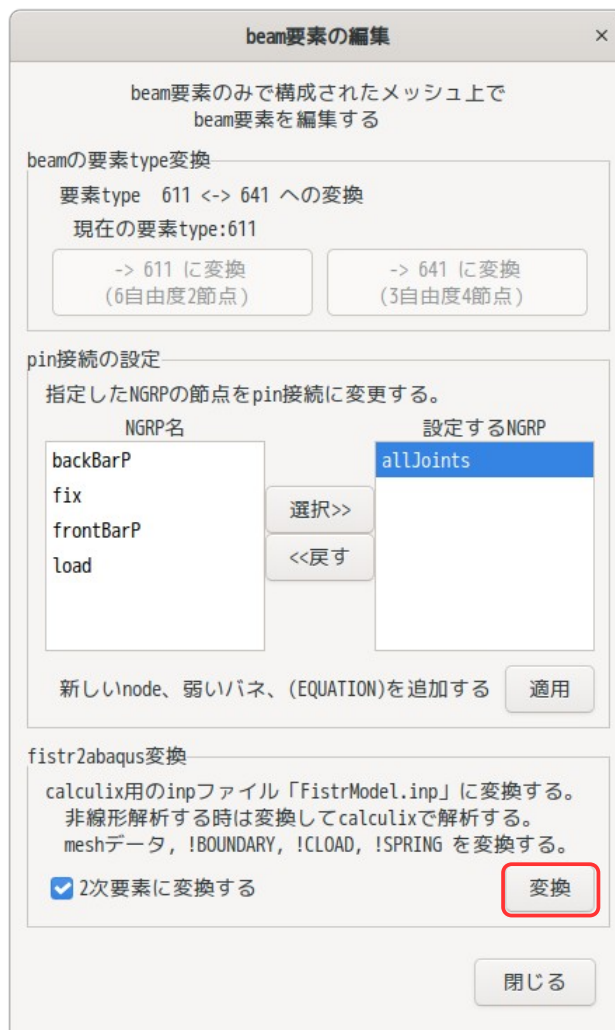 beam要素の編集 ×
beam要素のみで構成されたメッシュ上で
beam要素を編集する
beamの要素type変換
要素type 611 <-> 641 への変換
現在の要素type:611
-> 611 に変換
(6自由度2節点)
-> 641 に変換
(3自由度4節点)
pin接続の設定
指定したNGRPの節点をpin接続に変更する。
NGRP名
backBarP
fix
frontBarP
load
選択>>
<<戻す
設定するNGRP
allJoints
新しいnode、弱いバネ、(EQUATION)を追加する
適用
fistr2abaqus変換
calculix用のinpファイル「FistrModel.inp」に変換する。
非線形解析する時は変換してcalculixで解析する。
meshデータ, !BOUNDARY, !CLOAD, !SPRING を変換する。
2次要素に変換する
変換
閉じる